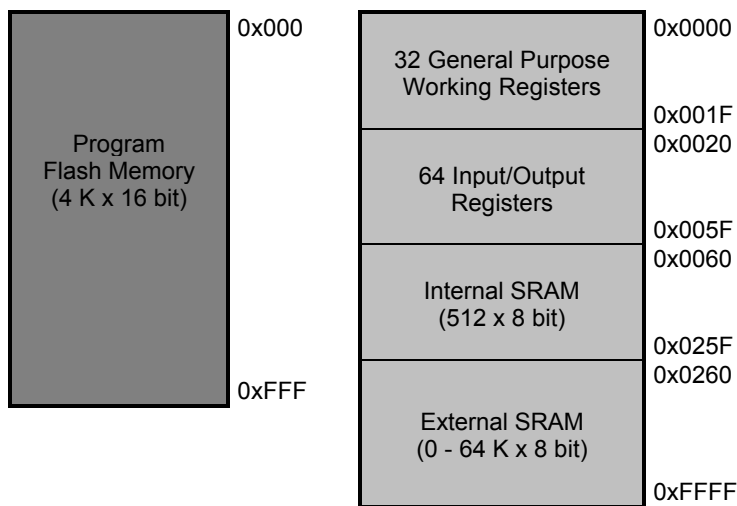 0x000
Program
Flash Memory
(4 K x 16 bit)
0xFFF
32 General Purpose
Working Registers
0x0000
0x001F
64 Input/Output
Registers
0x0020
0x005F
Internal SRAM
(512 x 8 bit)
0x0060
0x025F
External SRAM
(0 - 64 K x 8 bit)
0x0260
0xFFFF